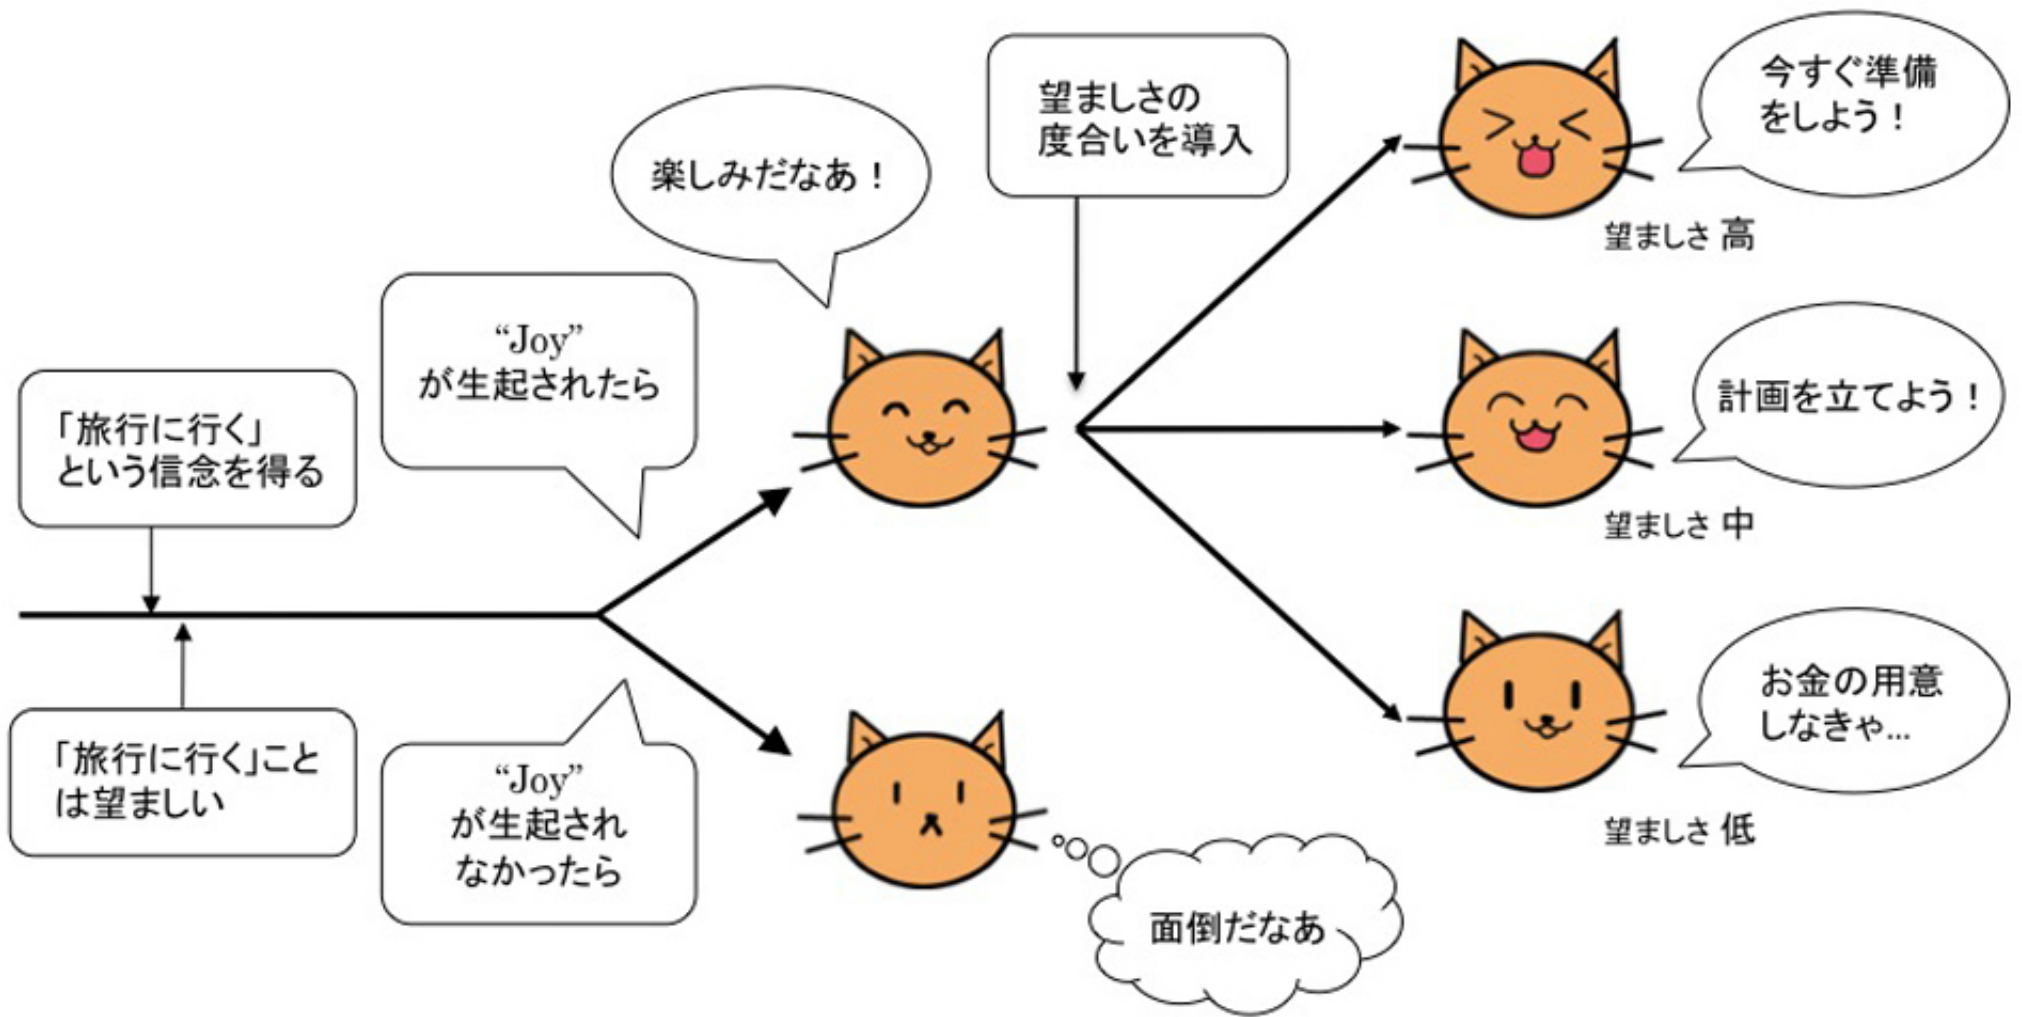 「旅行に行く」
という信念を得る
「旅行に行く」こと
は望ましい
“Joy”
が生起されたら
“Joy”
が生起され
なかったら
楽しみだなあ！
面倒だなあ
望ましさの
度合いを導入
今すぐ準備
をしよう！
望ましさ 高
計画を立てよう！
望ましさ 中
お金の用意
しなきゃ...
望ましさ 低